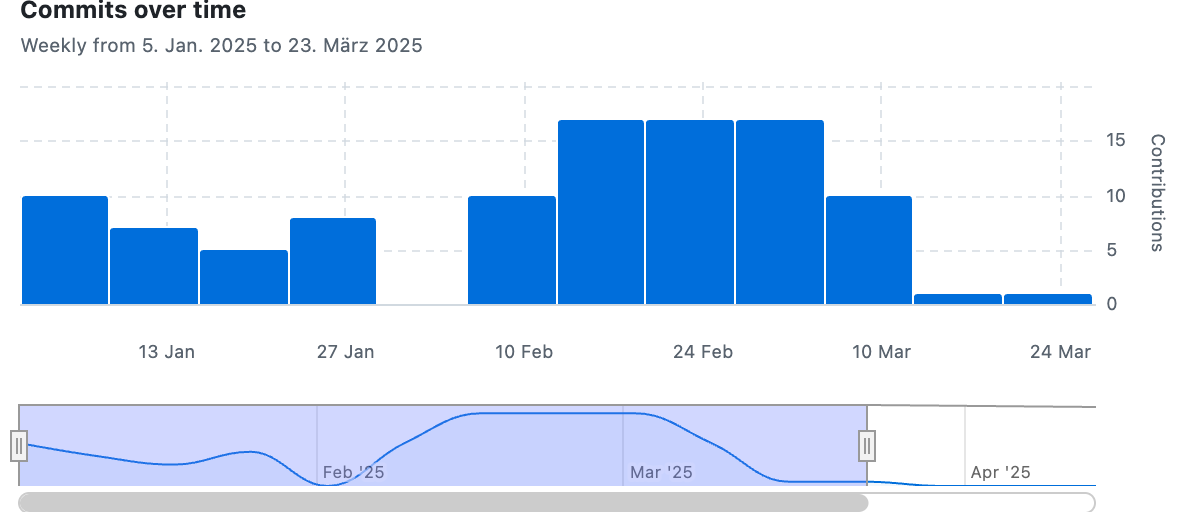 Commits over time
Weekly from 5. Jan. 2025 to 23. März 2025
15
10
5
0
Contributions
13 Jan
27 Jan
10 Feb
24 Feb
10 Mar
24 Mar
Feb '25
Mar '25
Apr '25